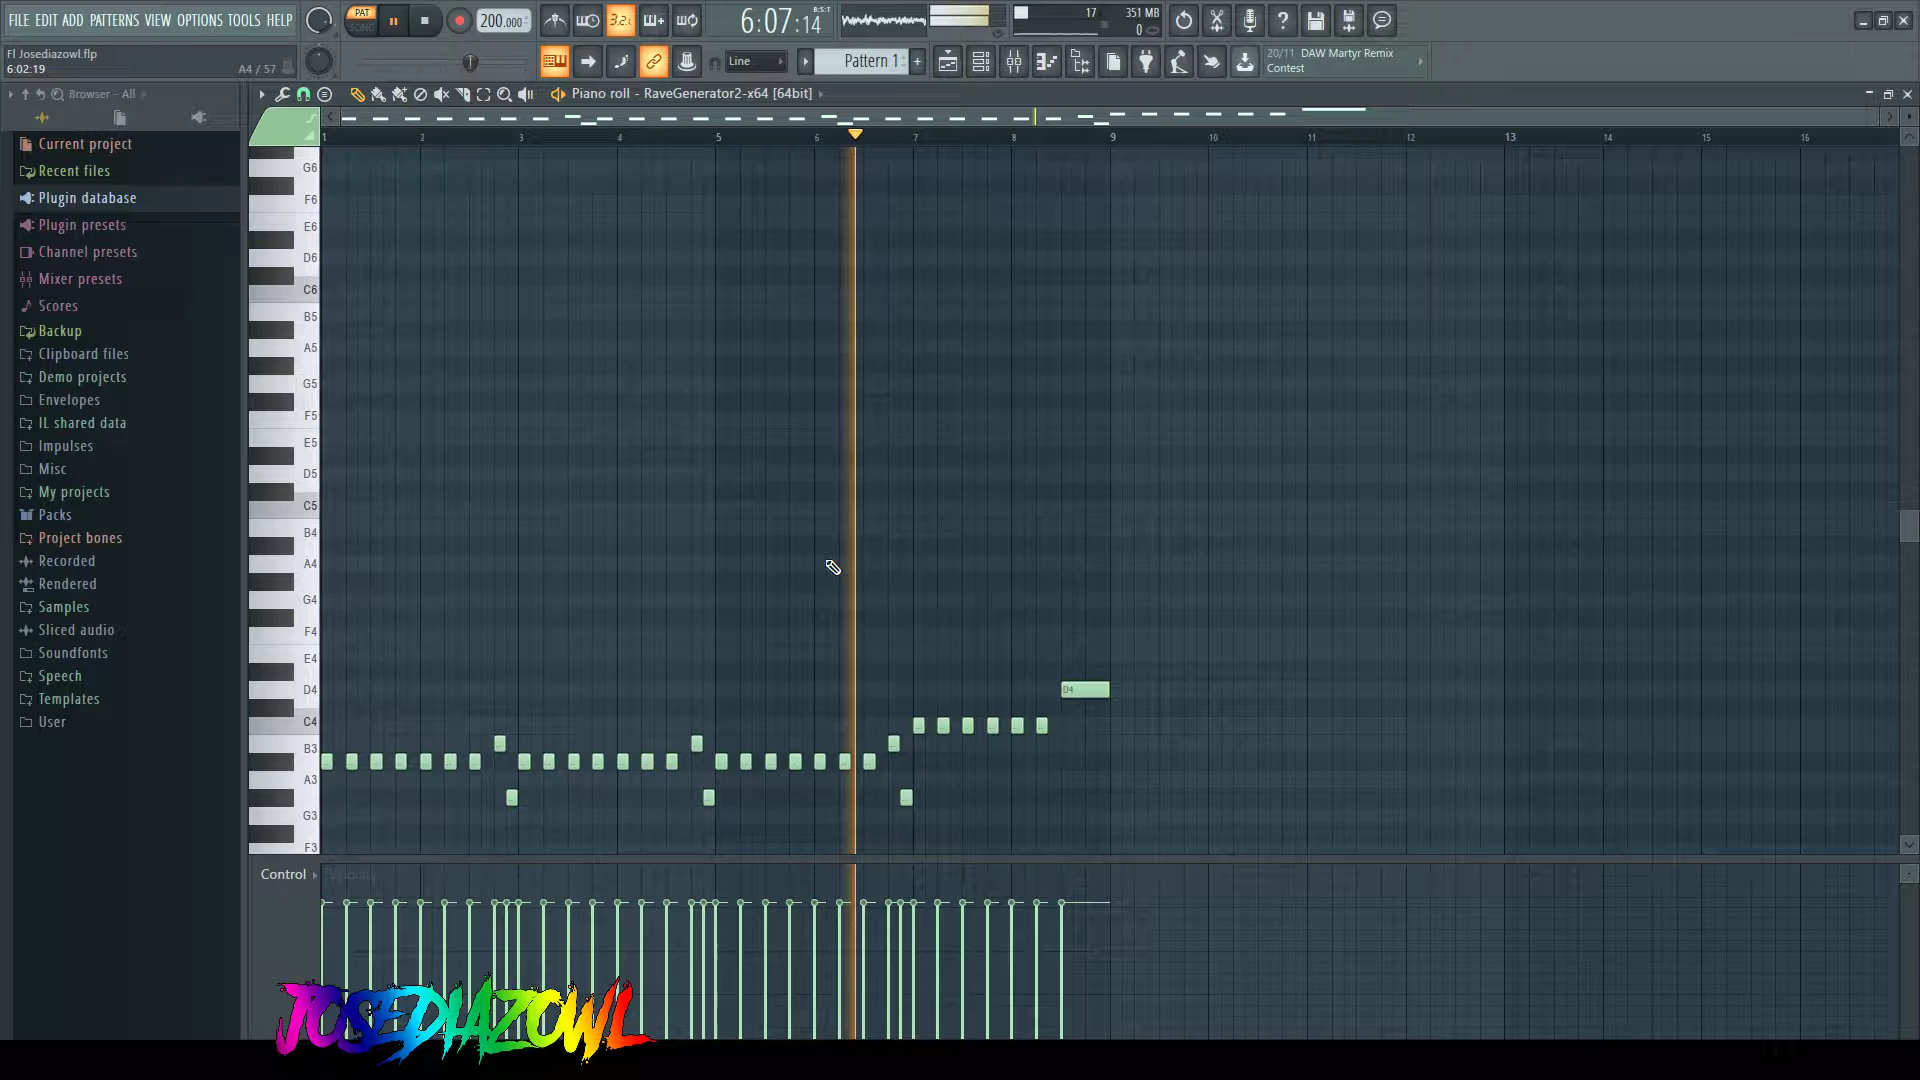 FILE EDIT ADD PATTERNS VIEW OPTIONS TOOLS HELP
PAT
SONG
200.000
3.2.
6:07:14
B:S:T
17
351 MB
0
Fl Josediazowl.flp
6:02:19
A4 / 57
Line
Pattern 1
20/11 DAW Martyr Remix
Contest
Browser - All
Piano roll - RaveGenerator2-x64 [64bit]
1 2 3 4 5 6 7 8 9 10 11 12 13 14 15 16
Current project
Recent files
Plugin database
Plugin presets
Channel presets
Mixer presets
Scores
Backup
Clipboard files
Demo projects
Envelopes
IL shared data
Impulses
Misc
My projects
Packs
Project bones
Recorded
Rendered
Samples
Sliced audio
Soundfonts
Speech
Templates
User
G6
F6
E6
D6
C6
B5
A5
G5
F5
E5
D5
C5
B4
A4
G4
F4
E4
D4
D4
C4
B3
A3
G3
F3
Control
JOSEDIAZOWL